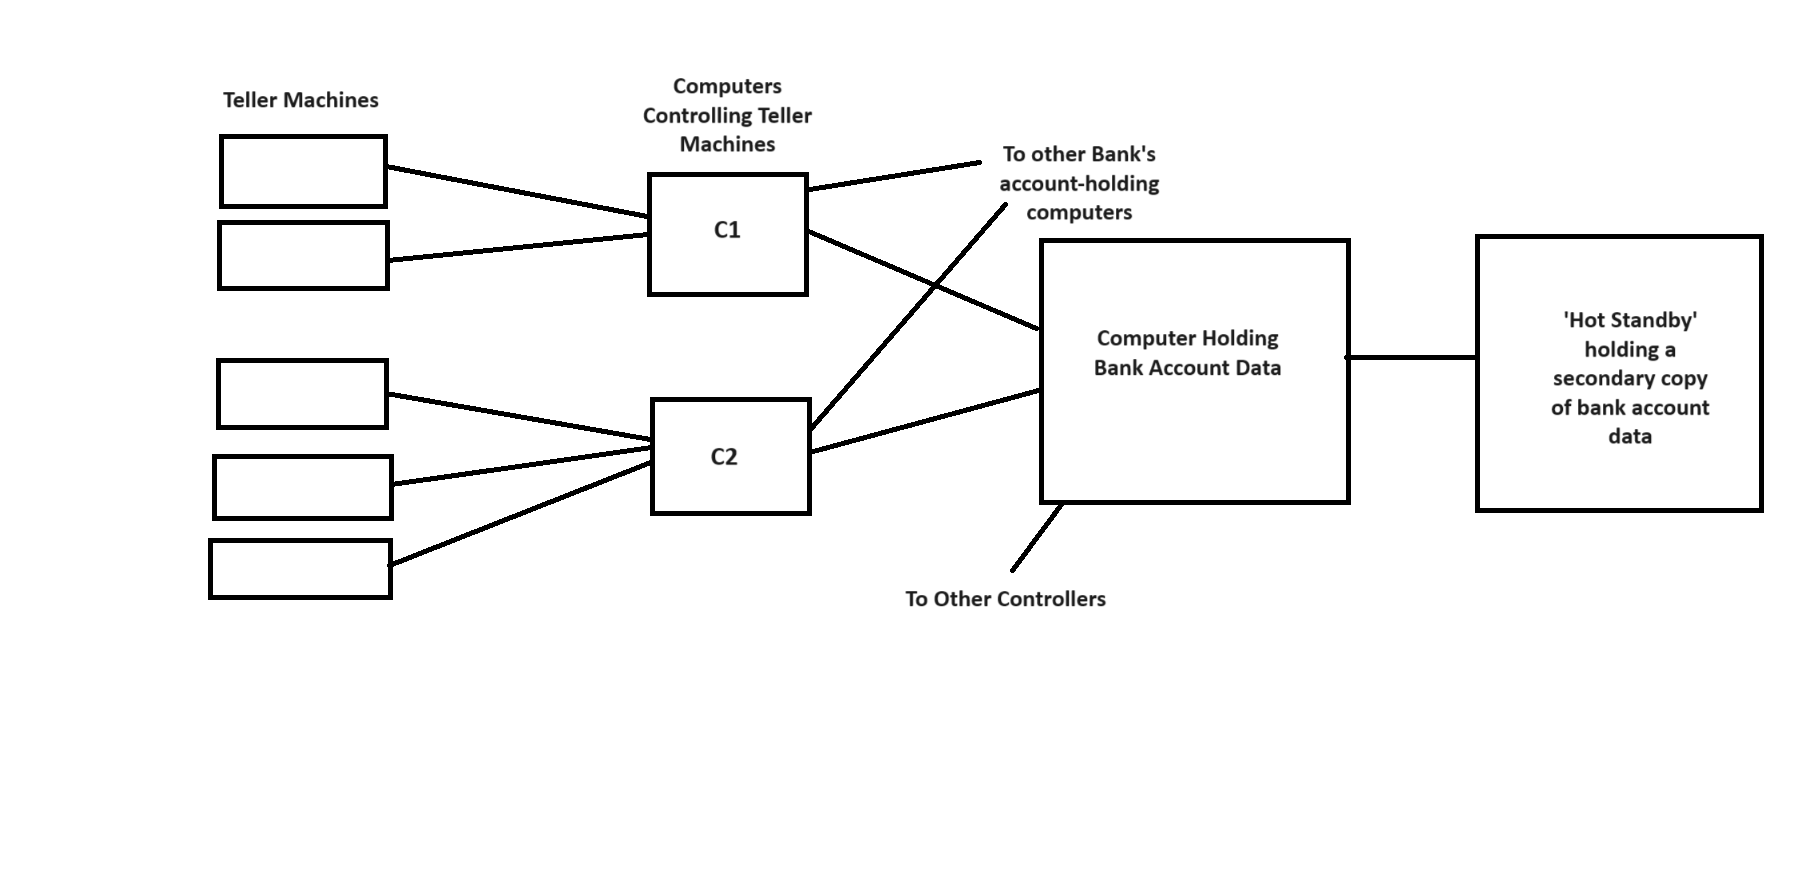 Teller Machines
Computers
Controlling Teller
Machines
C1
To other Bank's
account-holding
computers
Computer Holding
Bank Account Data
'Hot Standby'
holding a
secondary copy
of bank account
data
C2
To Other Controllers